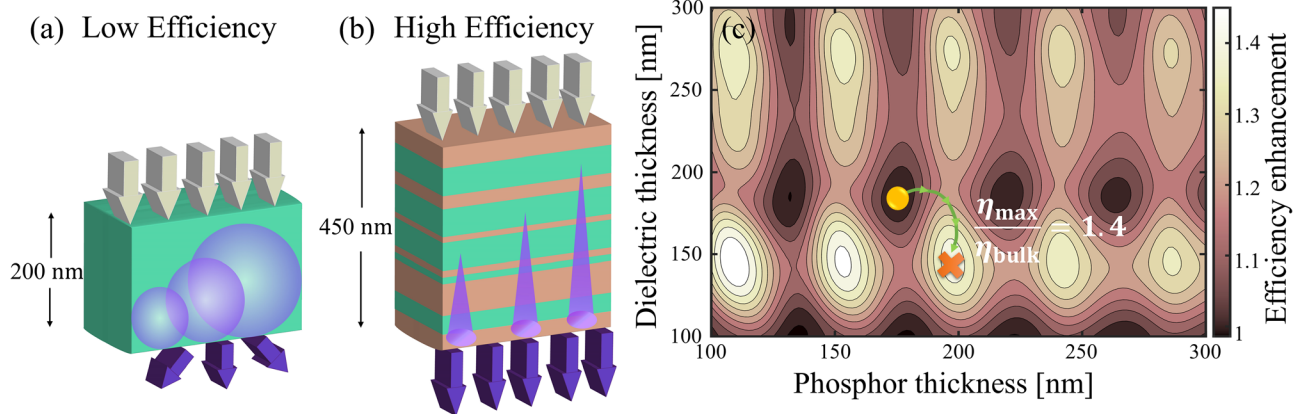 (a) Low Efficiency
200 nm
(b) High Efficiency
450 nm
(c)
Dielectric thickness [nm]
300
250
200
150
100
η_max
η_bulk
= 1.4
100 150 200 250 300
Phosphor thickness [nm]
1.4
1.3
1.2
1.1
1
Efficiency enhancement